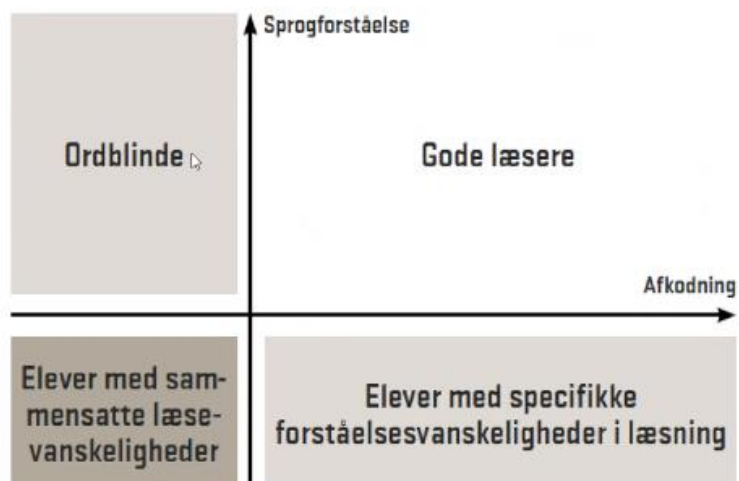 Sprogforståelse
Ordblinde
Gode læsere
Afkodning
Elever med sam-
mensatte læse-
vanskeligheder
Elever med specifikke
forståelsesvanskeligheder i læsning